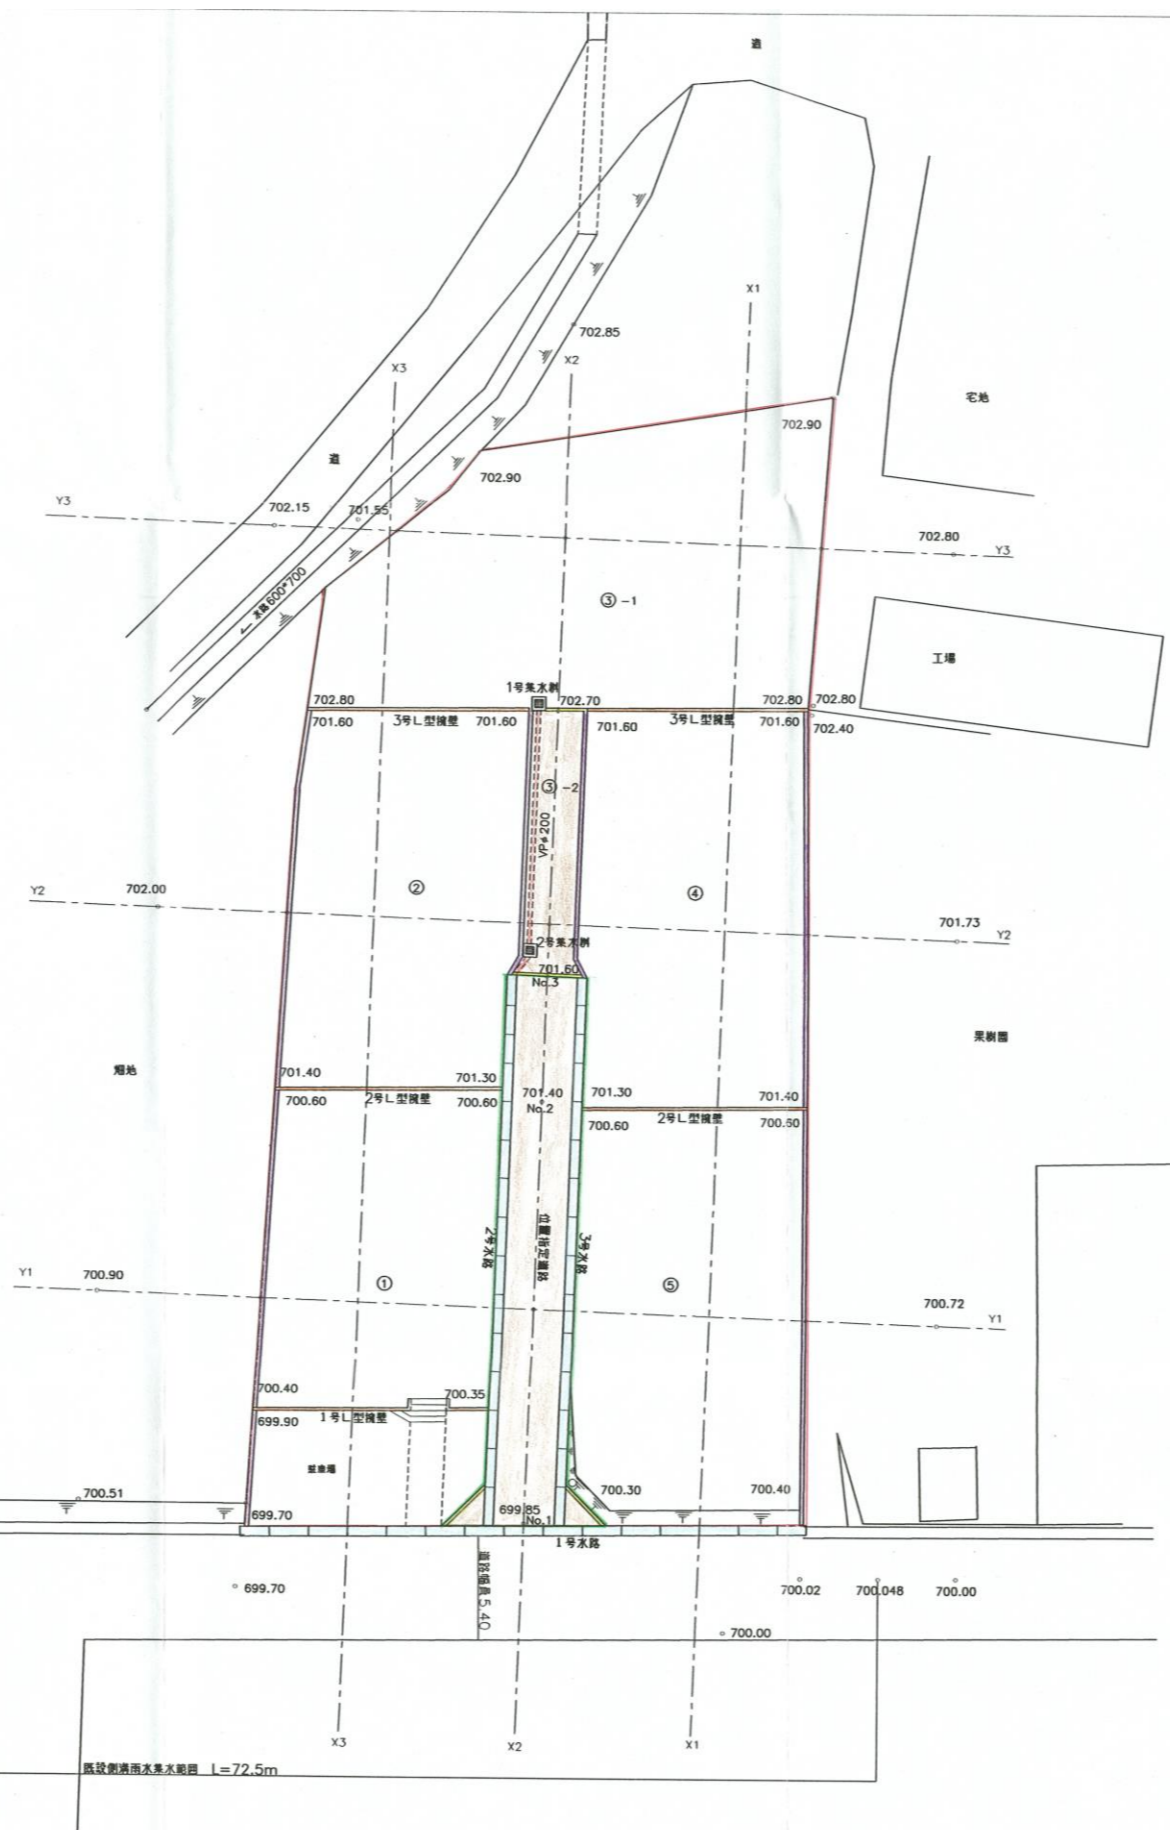 道
X1
702.85
X2
X3
宅地
702.90
道
702.90
Y3
702.15
701.55
702.80
Y3
水路600*700
③-1
工場
1号集水桝
702.80
702.70
702.80
702.80
701.60
3号L型擁壁
701.60
701.60
3号L型擁壁
701.60
702.40
③-2
VPφ200
②
④
Y2
702.00
701.73
Y2
2号集水桝
701.60
No.3
果樹園
畑地
701.40
701.30
701.40
701.30
701.40
700.60
2号L型擁壁
700.60
No.2
700.60
2号L型擁壁
700.50
2号水路
位置指定道路
3号水路
Y1
700.90
①
⑤
700.72
Y1
700.40
700.35
699.90
1号L型擁壁
駐車場
700.51
700.30
700.40
699.70
699.85
No.1
1号水路
699.70
道路幅員5.40
700.02
700.048
700.00
700.00
X3
X2
X1
既設側溝雨水集水範囲 L=72.5m